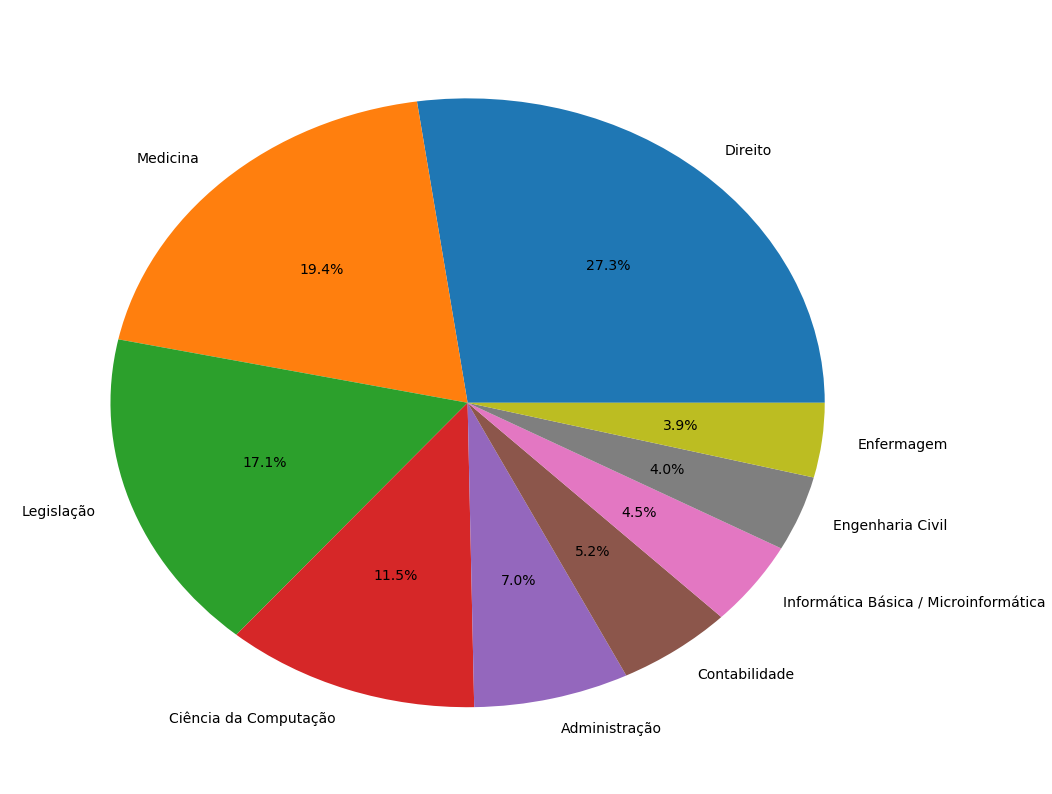 Direito
Medicina
27.3%
19.4%
3.9%
Enfermagem
17.1%
4.0%
Legislação
4.5%
Engenharia Civil
5.2%
11.5%
7.0%
Informática Básica / Microinformática
Contabilidade
Ciência da Computação
Administração